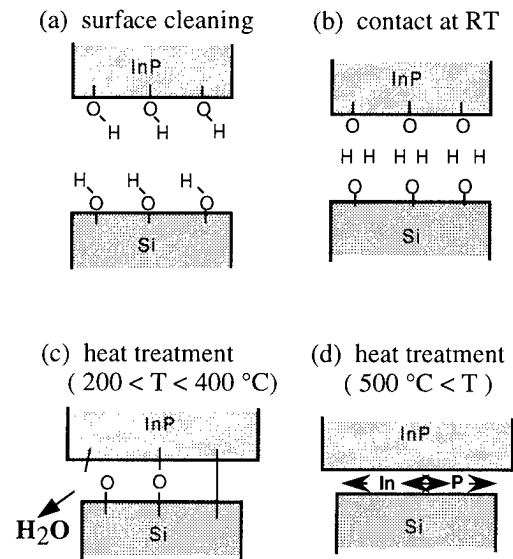 (a) surface cleaning
InP
O O O
H H H
H H H
O O O
Si
(b) contact at RT
InP
O O O
H H H H H
O O O
Si
(c) heat treatment
( 200 < T < 400 °C)
InP
O O
H2O
Si
(d) heat treatment
( 500 °C < T )
InP
In P
Si